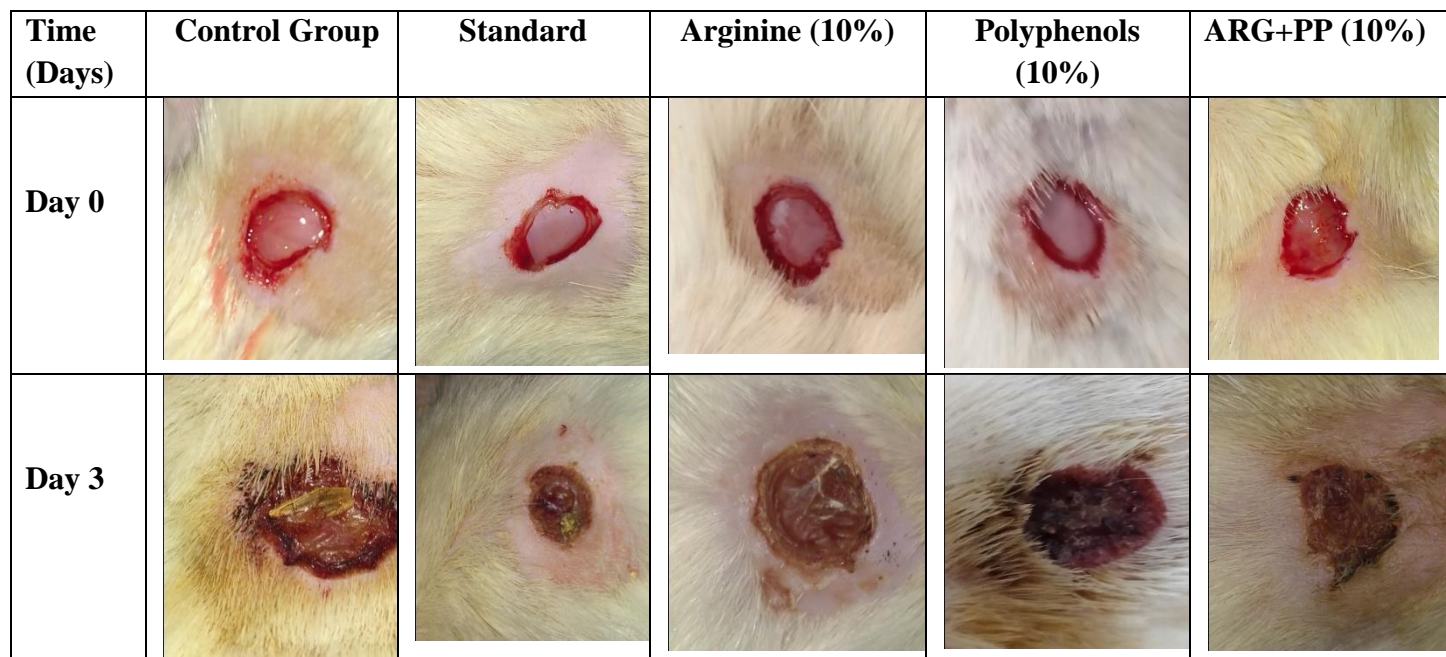 Time (Days)
Control Group
Standard
Arginine (10%)
Polyphenols (10%)
ARG+PP (10%)
Day 0
Day 3